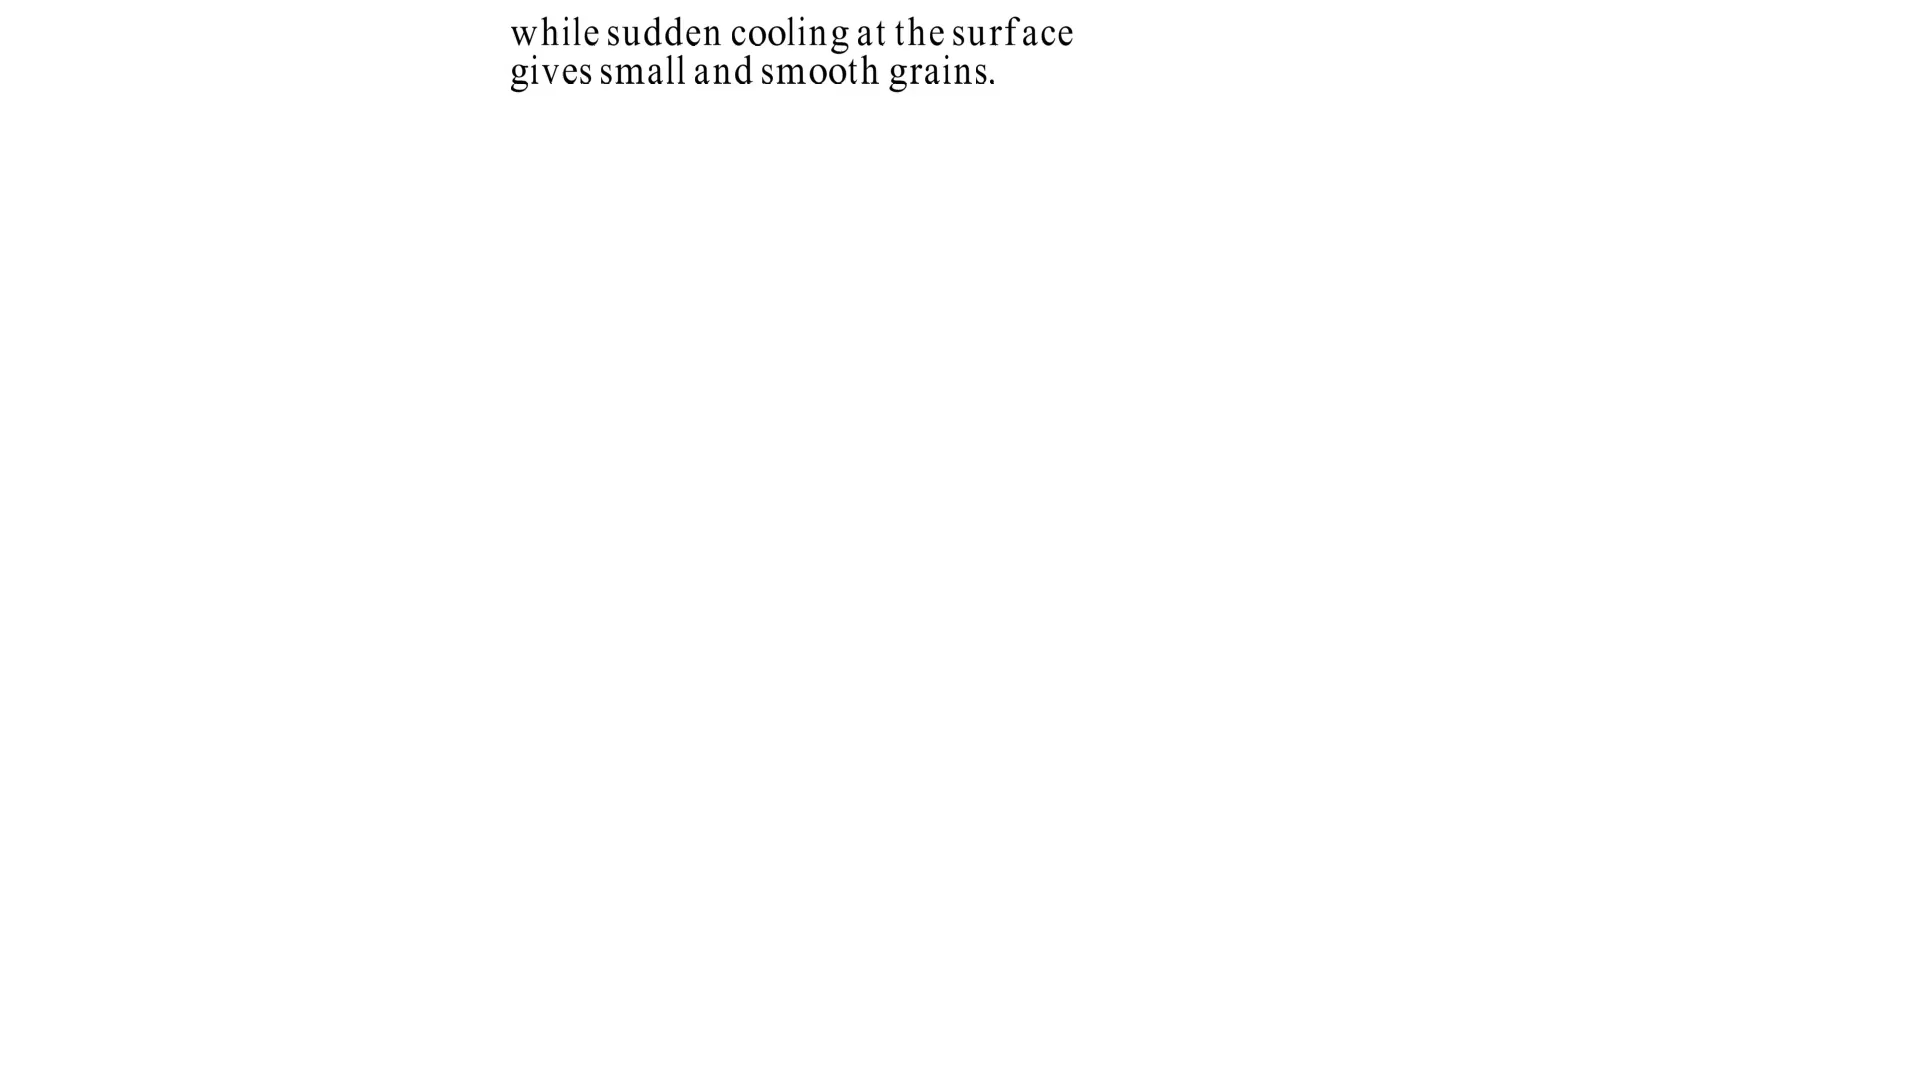 while sudden cooling at the surface
gives small and smooth grains.